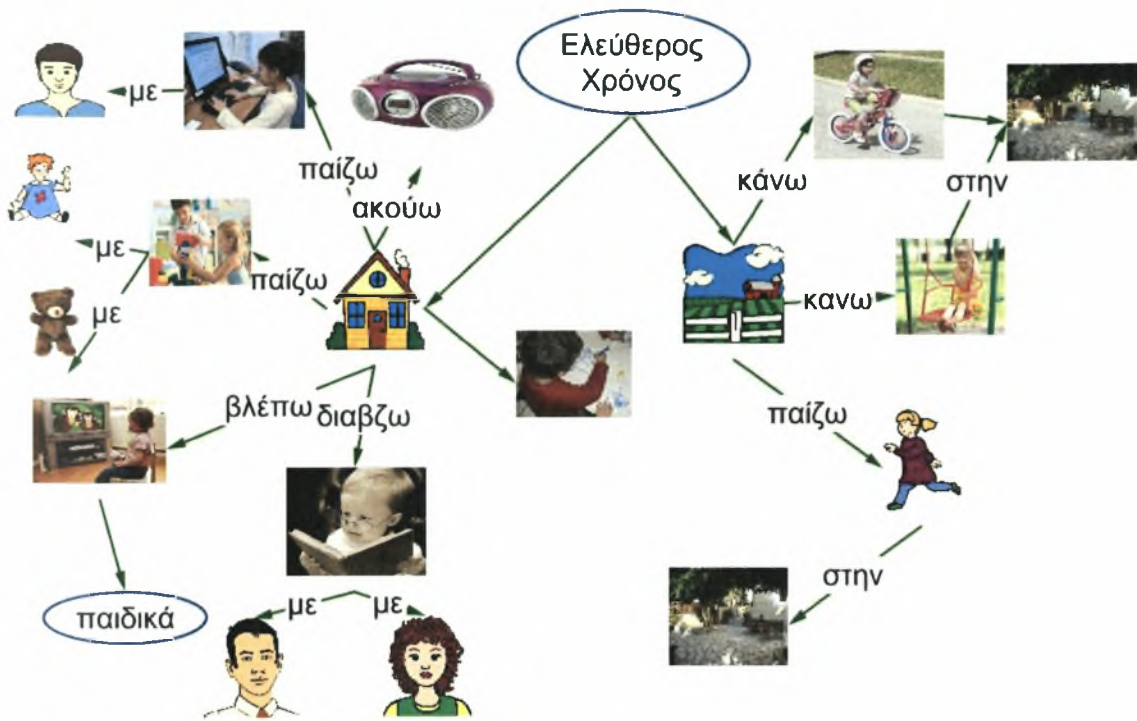 Ελεύθερος
Χρόνος
με
παίζω
ακούω
κάνω
στην
με
παίζω
με
κανω
βλέπω
διαβζω
παίζω
στην
παιδικά
με
με